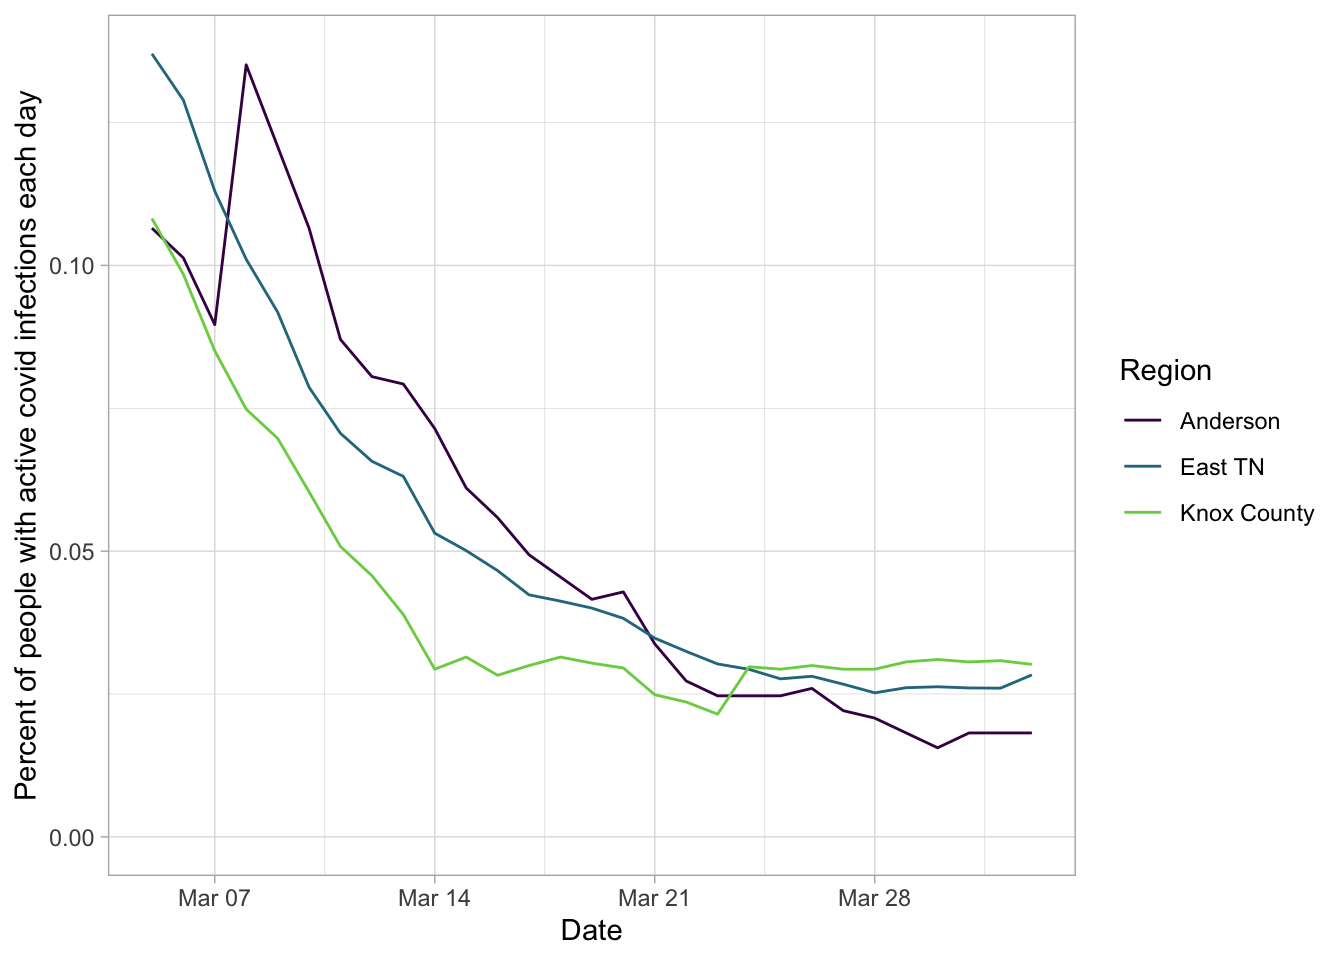 Percent of people with active covid infections each day
0.10
0.05
0.00
Mar 07
Mar 14
Mar 21
Mar 28
Date
Region
Anderson
East TN
Knox County